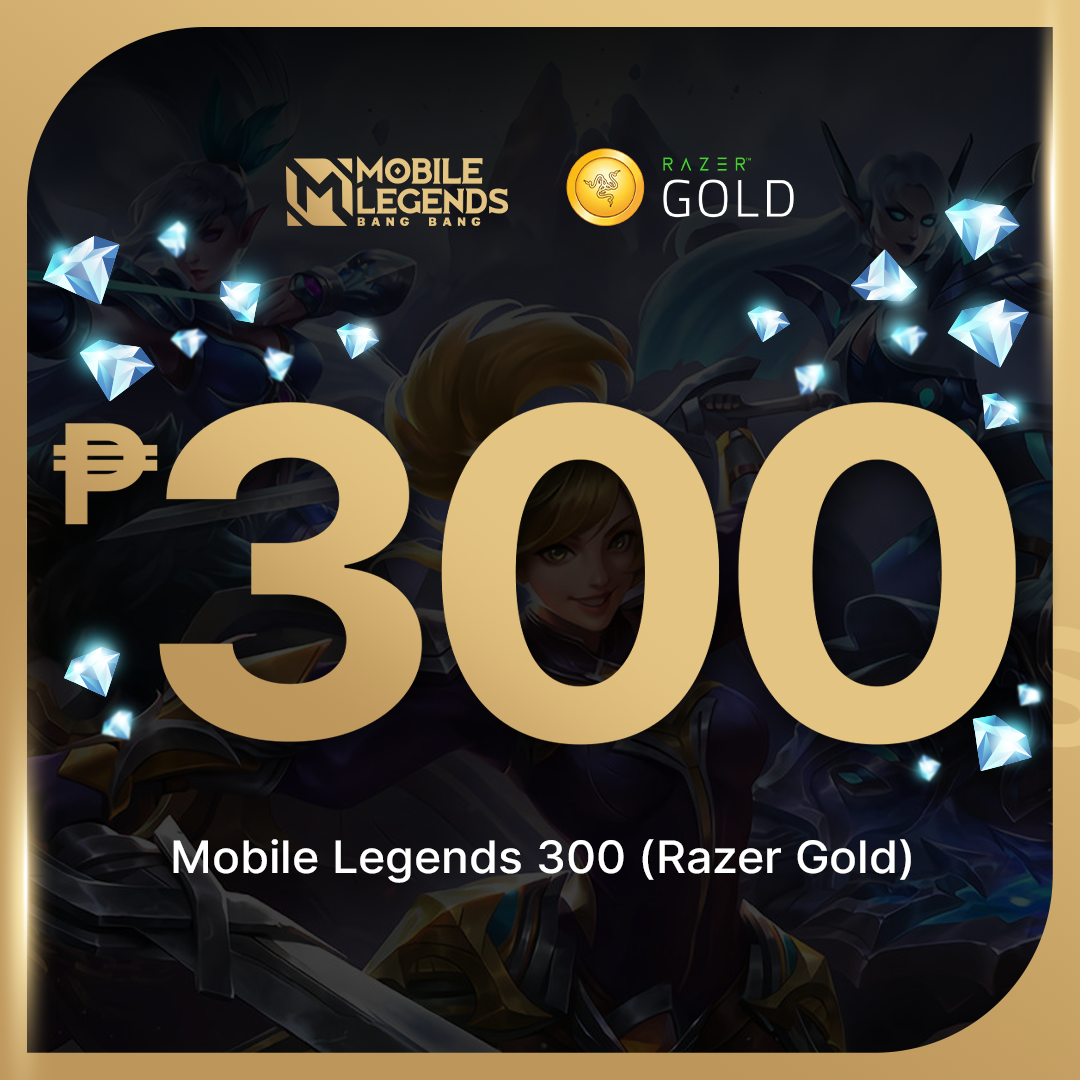 MOBILE
LEGENDS
BANG BANG
RAZER™
GOLD
₱300
Mobile Legends 300 (Razer Gold)